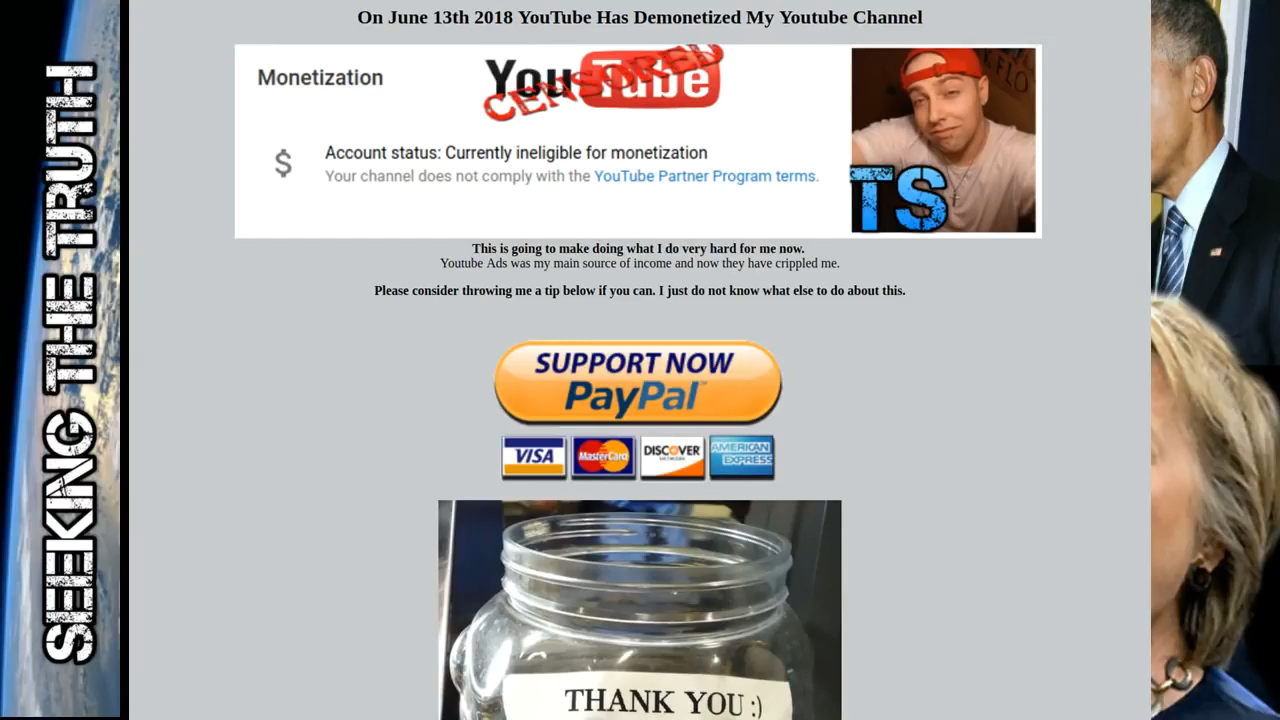 On June 13th 2018 YouTube Has Demonetized My Youtube Channel
SEEKING THE TRUTH
Monetization
YouTube
CENSORED
Account status: Currently ineligible for monetization
Your channel does not comply with the YouTube Partner Program terms.
TS
This is going to make doing what I do very hard for me now.
Youtube Ads was my main source of income and now they have crippled me.
Please consider throwing me a tip below if you can. I just do not know what else to do about this.
SUPPORT NOW
PayPal™
VISA
MasterCard
DISCOVER
AMERICAN EXPRESS
THANK YOU :)